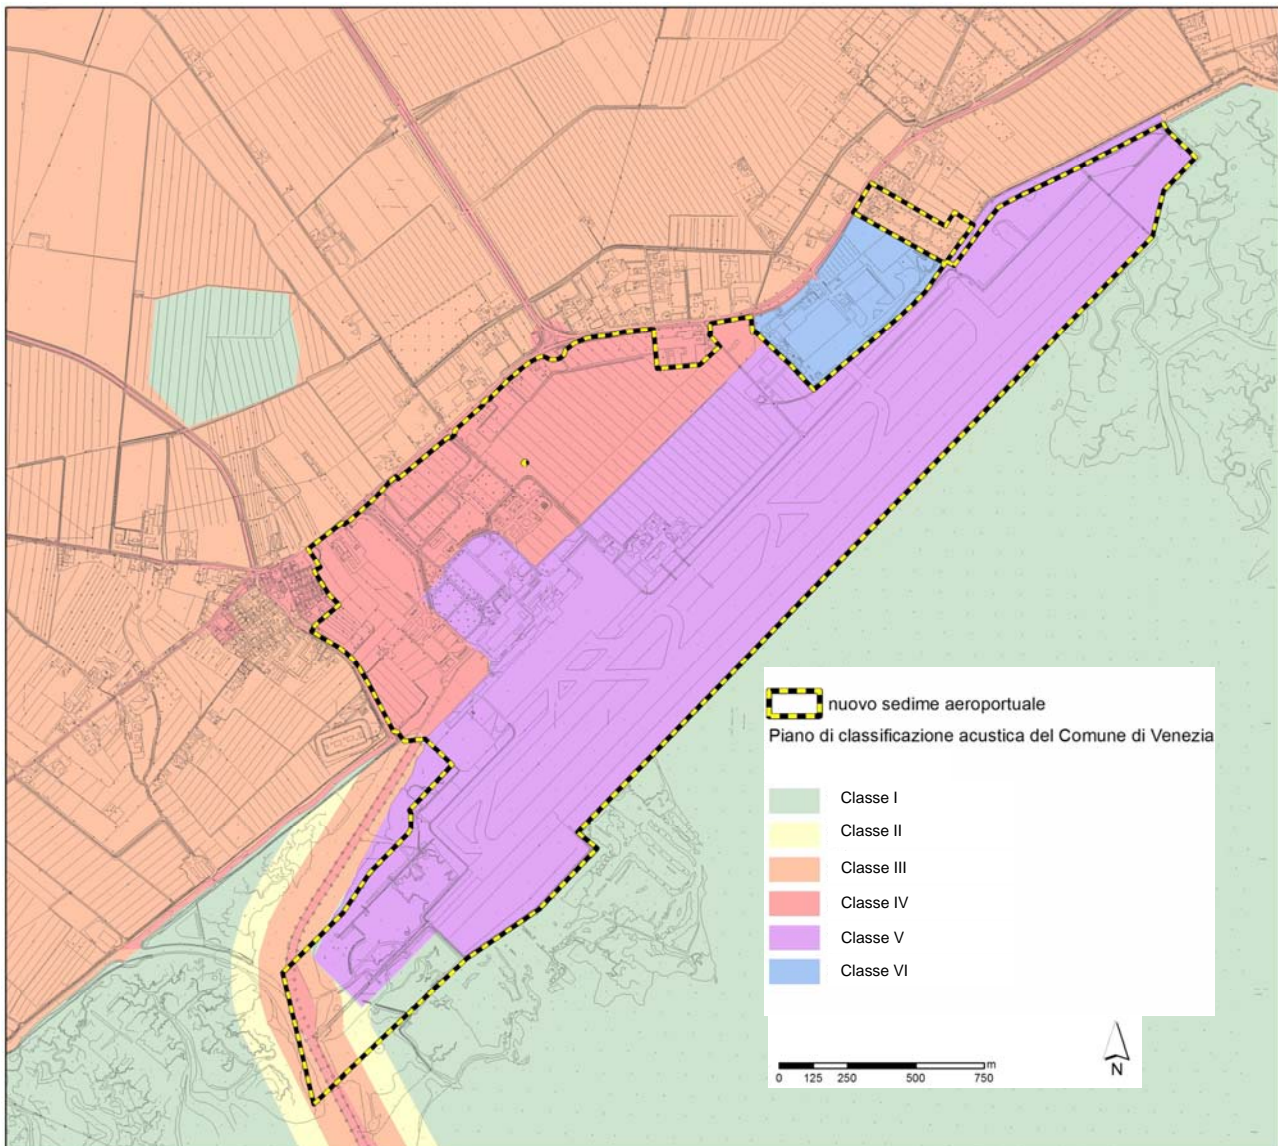 nuovo sedime aeroportuale
Piano di classificazione acustica del Comune di Venezia
Classe I
Classe II
Classe III
Classe IV
Classe V
Classe VI
0 125 250 500 750 m
N